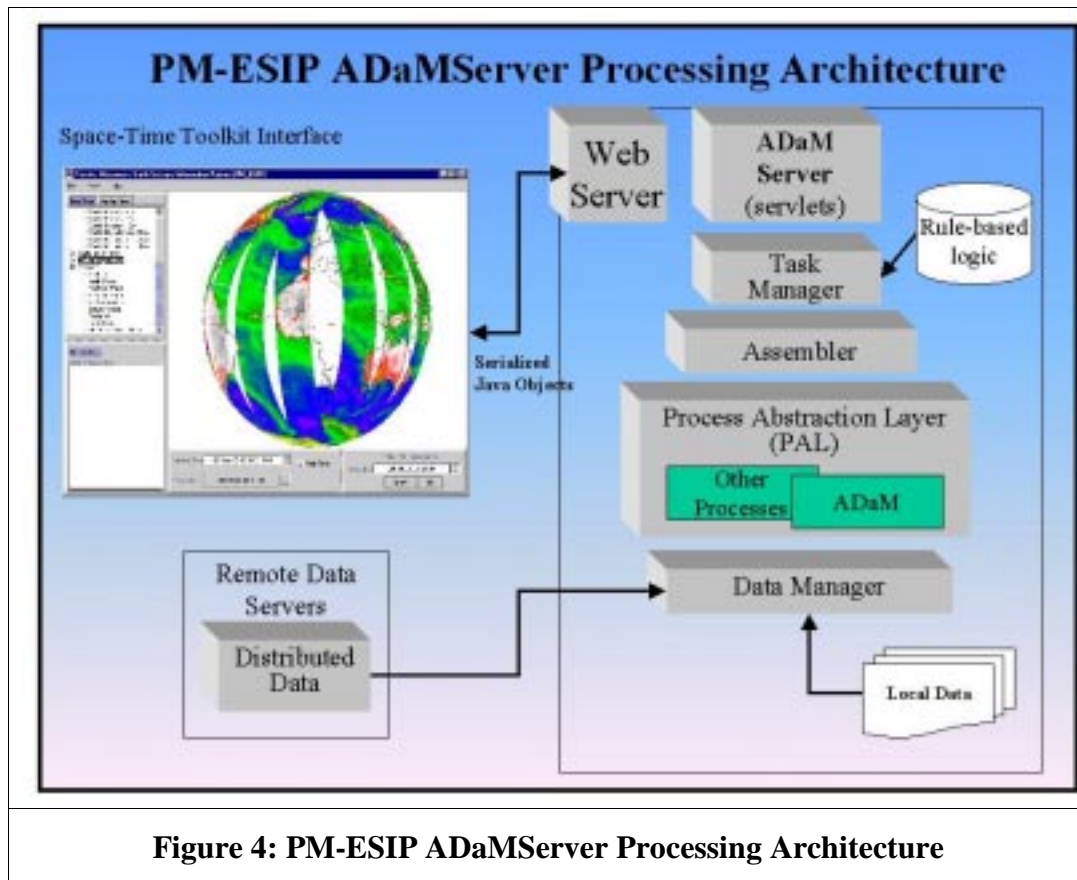 PM-ESIP ADaMServer Processing Architecture
Space-Time Toolkit Interface
Web
Server
ADaM
Server
(servlets)
Rule-based
logic
Task
Manager
Assembler
Serialized
Java Objects
Process Abstraction Layer
(PAL)
Other
Processes
ADaM
Remote Data
Servers
Data Manager
Distributed
Data
Local Data
Figure 4: PM-ESIP ADaMServer Processing Architecture